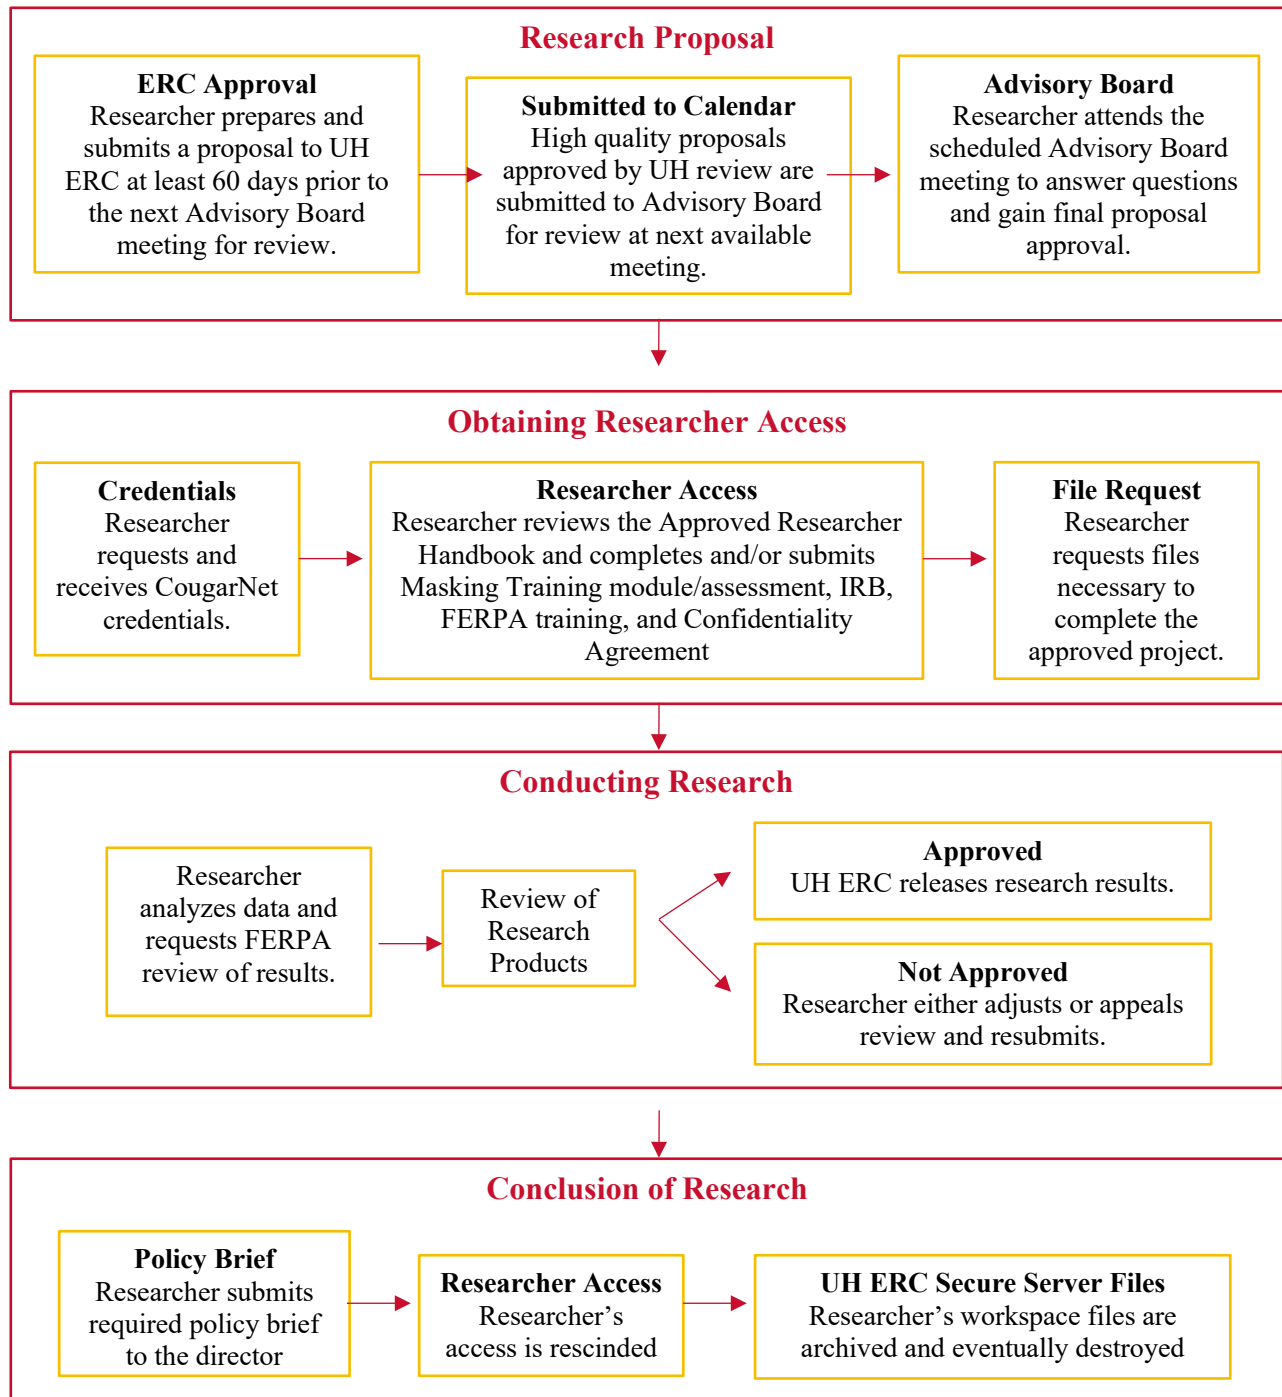 Research Proposal
ERC Approval
Researcher prepares and
submits a proposal to UH
ERC at least 60 days prior to
the next Advisory Board
meeting for review.
Submitted to Calendar
High quality proposals
approved by UH review are
submitted to Advisory Board
for review at next available
meeting.
Advisory Board
Researcher attends the
scheduled Advisory Board
meeting to answer questions
and gain final proposal
approval.
Obtaining Researcher Access
Credentials
Researcher
requests and
receives CougarNet
credentials.
Researcher Access
Researcher reviews the Approved Researcher
Handbook and completes and/or submits
Masking Training module/assessment, IRB,
FERPA training, and Confidentiality
Agreement
File Request
Researcher
requests files
necessary to
complete the
approved project.
Conducting Research
Researcher
analyzes data and
requests FERPA
review of results.
Review of
Research
Products
Approved
UH ERC releases research results.
Not Approved
Researcher either adjusts or appeals
review and resubmits.
Conclusion of Research
Policy Brief
Researcher submits
required policy brief
to the director
Researcher Access
Researcher’s
access is rescinded
UH ERC Secure Server Files
Researcher’s workspace files are
archived and eventually destroyed